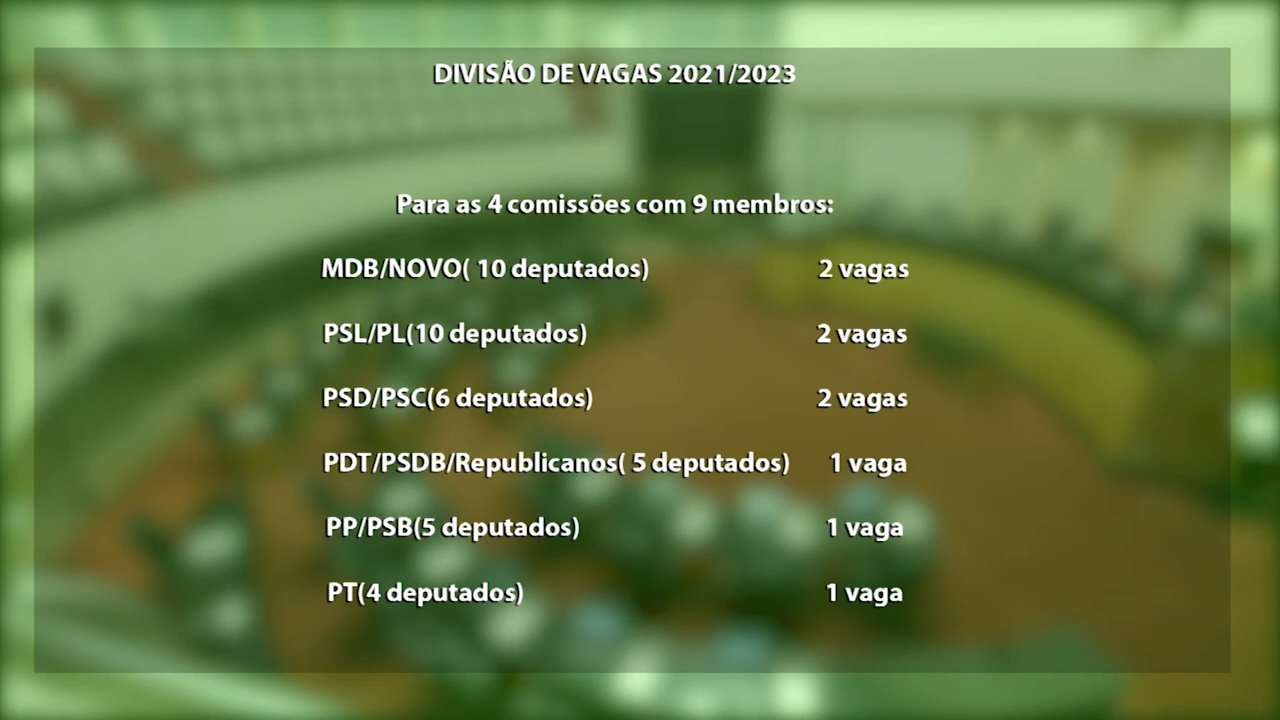 DIVISÃO DE VAGAS 2021/2023
Para as 4 comissões com 9 membros:
MDB/NOVO( 10 deputados) 2 vagas
PSL/PL(10 deputados) 2 vagas
PSD/PSC(6 deputados) 2 vagas
PDT/PSDB/Republicanos( 5 deputados) 1 vaga
PP/PSB(5 deputados) 1 vaga
PT(4 deputados) 1 vaga